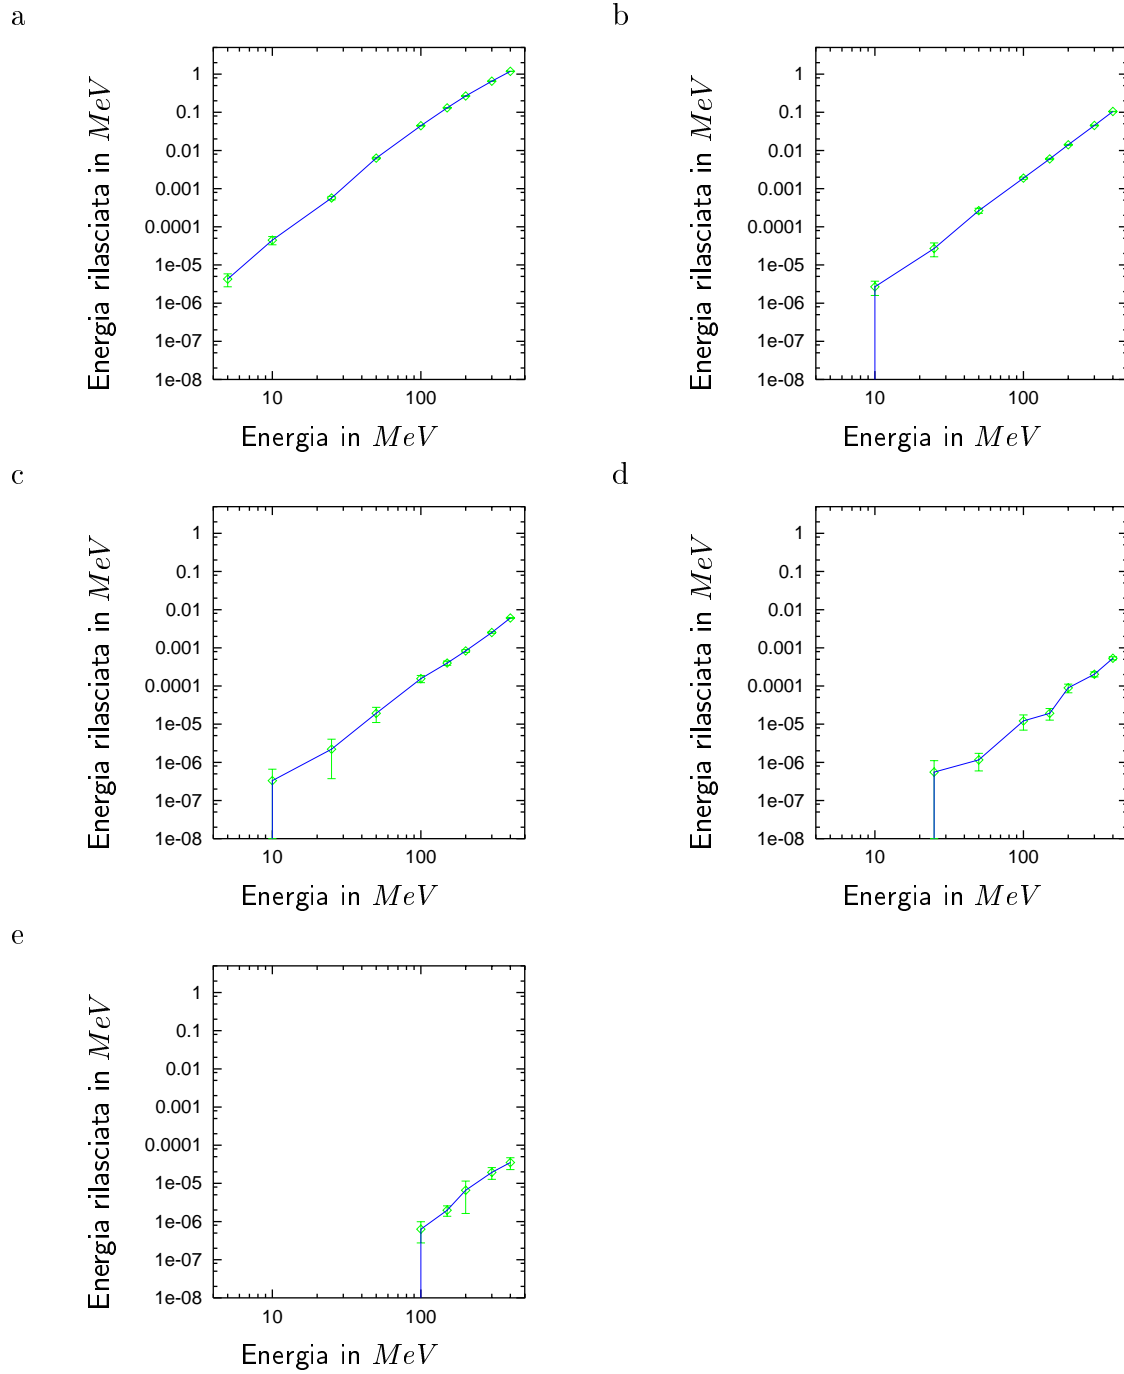 a
1
0.1
0.01
0.001
0.0001
1e-05
1e-06
1e-07
1e-08
10 100
Energia rilasciata in MeV
Energia in MeV
b
1
0.1
0.01
0.001
0.0001
1e-05
1e-06
1e-07
1e-08
10 100
Energia rilasciata in MeV
Energia in MeV
c
1
0.1
0.01
0.001
0.0001
1e-05
1e-06
1e-07
1e-08
10 100
Energia rilasciata in MeV
Energia in MeV
d
1
0.1
0.01
0.001
0.0001
1e-05
1e-06
1e-07
1e-08
10 100
Energia rilasciata in MeV
Energia in MeV
e
1
0.1
0.01
0.001
0.0001
1e-05
1e-06
1e-07
1e-08
10 100
Energia rilasciata in MeV
Energia in MeV